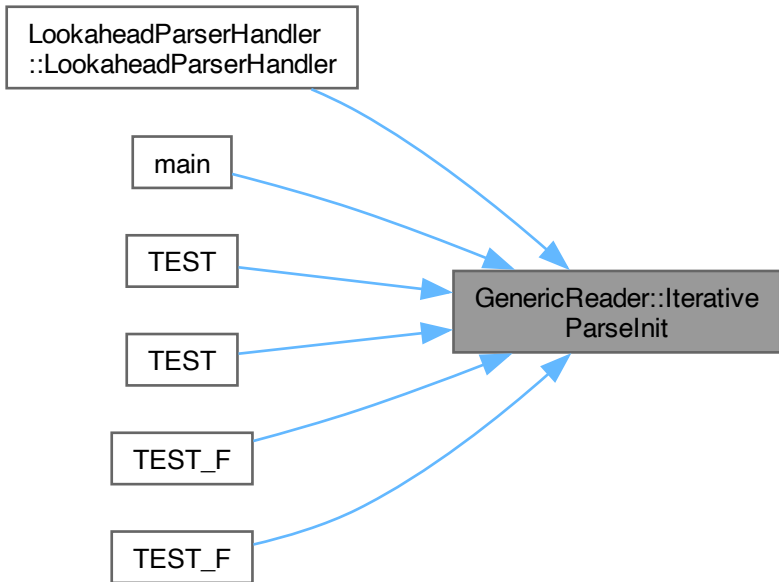 LookaheadParserHandler
::LookaheadParserHandler
main
TEST
GenericReader::Iterative
ParseInit
TEST
TEST_F
TEST_F